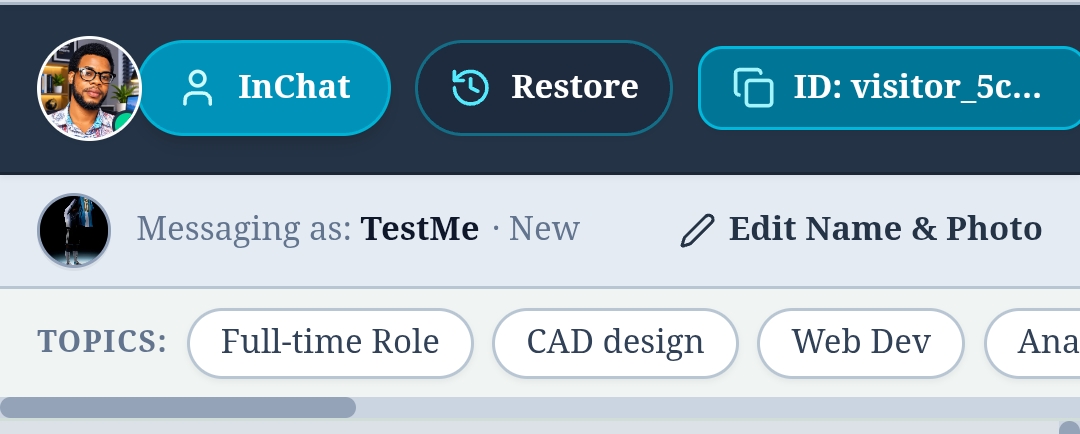 InChat Restore ID: visitor_5c...
Messaging as: TestMe · New Edit Name & Photo
TOPICS: Full-time Role CAD design Web Dev Ana